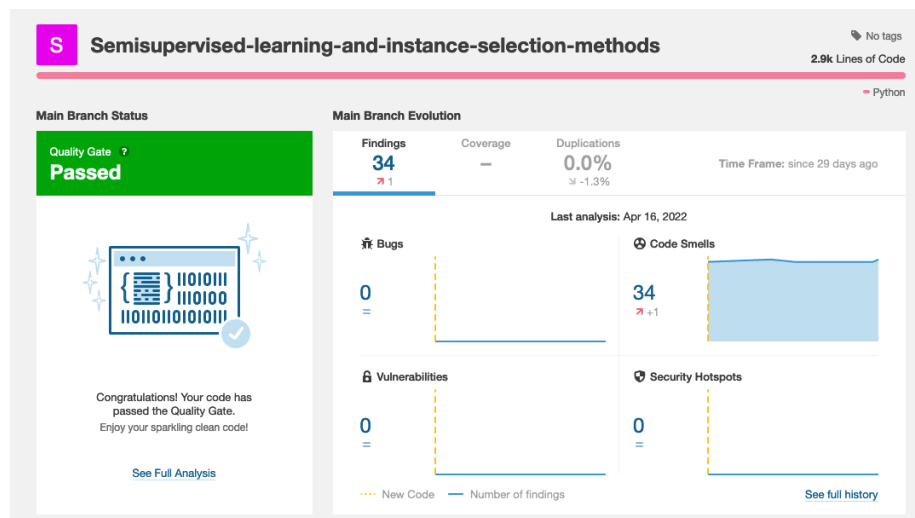 S
Semisupervised-learning-and-instance-selection-methods
No tags
2.9k Lines of Code
Python
Main Branch Status
Main Branch Evolution
Quality Gate ?
Passed
Findings
34
1
Coverage
–
Duplications
0.0%
-1.3%
Time Frame: since 29 days ago
Last analysis: Apr 16, 2022
Bugs
0
=
Code Smells
34
+1
{ } 1101011
1110100
110110110101011
Congratulations! Your code has
passed the Quality Gate.
Enjoy your sparkling clean code!
See Full Analysis
Vulnerabilities
0
=
Security Hotspots
0
=
New Code
Number of findings
See full history